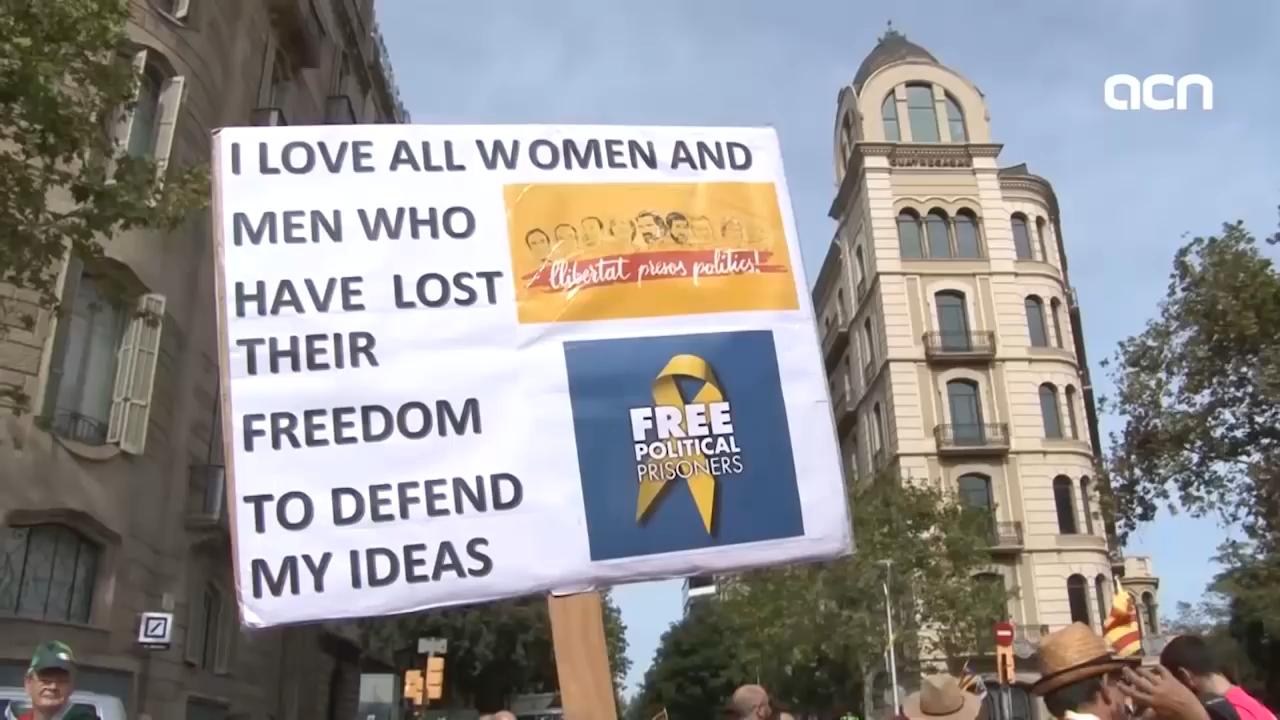 acn
I LOVE ALL WOMEN AND
MEN WHO
HAVE LOST
THEIR
FREEDOM
TO DEFEND
MY IDEAS
llibertat presos polítics!
FREE
POLITICAL
PRISONERS